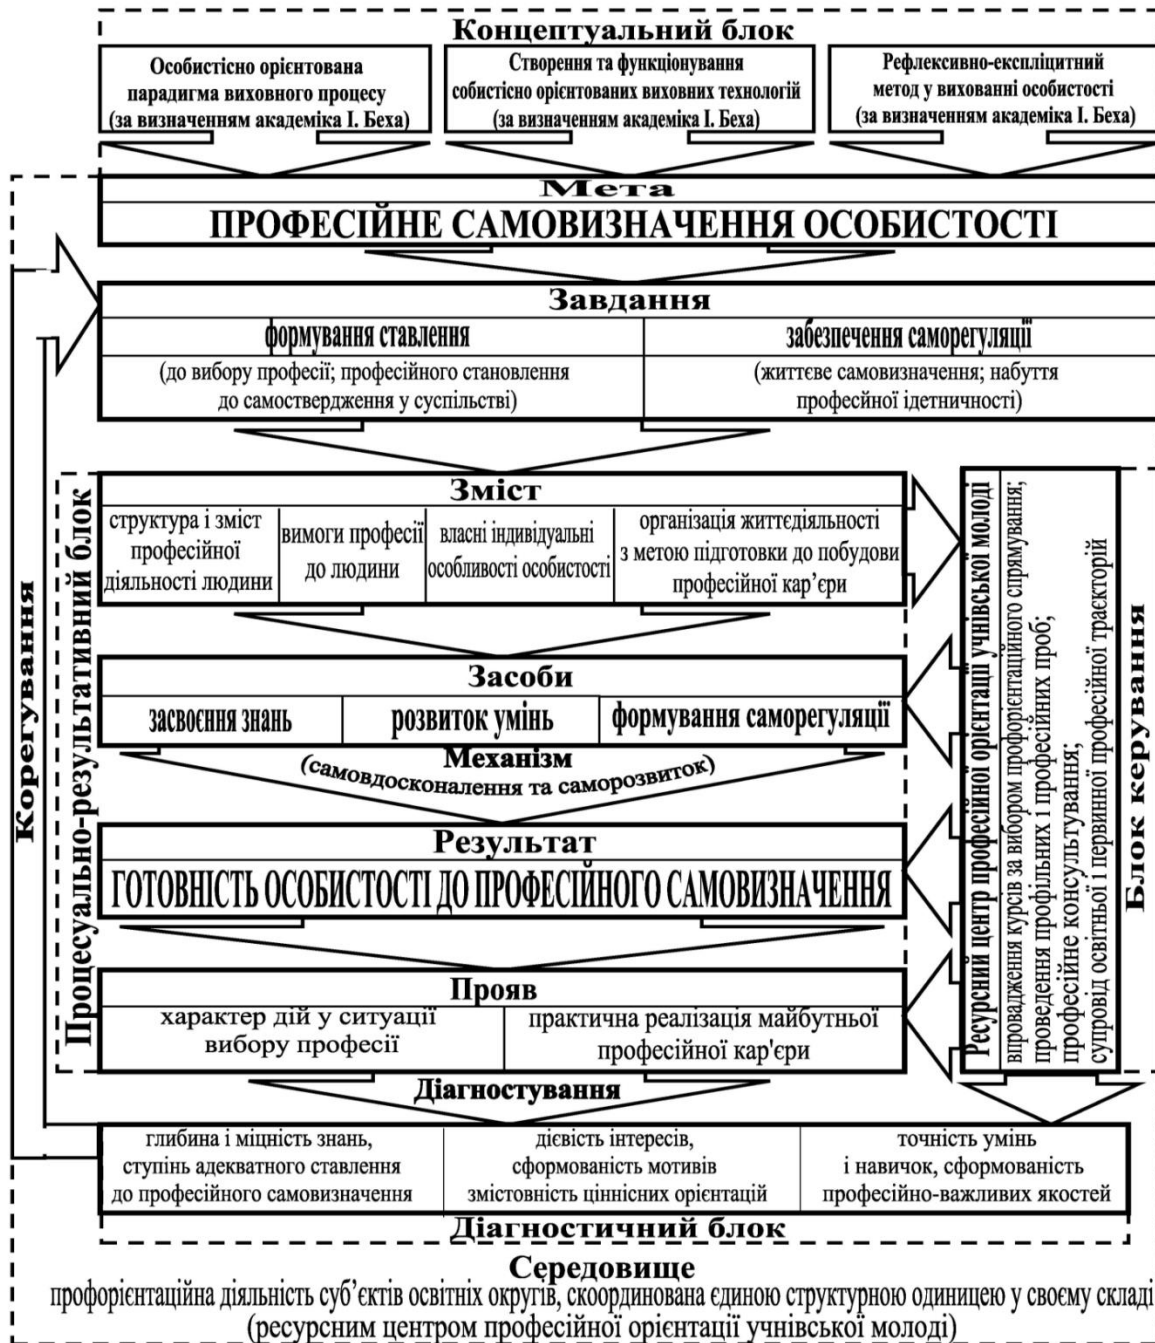 Концептуальний блок
Особистісно орієнтована
парадигма виховного процесу
(за визначенням академіка І. Беха)
Створення та функціонування
собистісно орієнтованих виховних технологій
(за визначенням академіка І. Беха)
Рефлексивно-експліцитний
метод у вихованні особистості
(за визначенням академіка І. Беха)
Мета
ПРОФЕСІЙНЕ САМОВИЗНАЧЕННЯ ОСОБИСТОСТІ
Завдання
формування ставлення
(до вибору професії; професійного становлення
до самоствердження у суспільстві)
забезпечення саморегуляції
(життєве самовизначення; набуття
професйної ідетничності)
Корегування
Процесуально-результативний блок
Зміст
структура і зміст
професійної
діяльності людини
вимоги професії
до людини
власні індивідуальні
особливості особистості
організація життєдіяльності
з метою підготовки до побудови
професійної кар’єри
Засоби
засвоєння знань
розвиток умінь
формування саморегуляції
Механізм
(самовдосконалення та саморозвиток)
Результат
ГОТОВНІСТЬ ОСОБИСТОСТІ ДО ПРОФЕСІЙНОГО САМОВИЗНАЧЕННЯ
Прояв
характер дій у ситуації
вибору професії
практична реалізація майбутньої
професійної кар'єри
Ресурсний центр професійної орієнтації учнівської молоді
впровадження курсів за вибором профорієнтаційного спрямування;
проведення профільних і професійних проб;
професійне консультування;
супровід освітньої і первинної професійної траєкторій
Блок керування
Діагностування
глибина і міцність знань,
ступінь адекватного ставлення
до професійного самовизначення
дієвість інтересів,
сформованість мотивів
змістовність ціннісних орієнтацій
точність умінь
і навичок, сформованість
професійно-важливих якостей
Діагностичний блок
Середовище
профорієнтаційна діяльність суб’єктів освітніх округів, скоординована єдиною структурною одиницею у своєму складі
(ресурсним центром професійної орієнтації учнівської молоді)